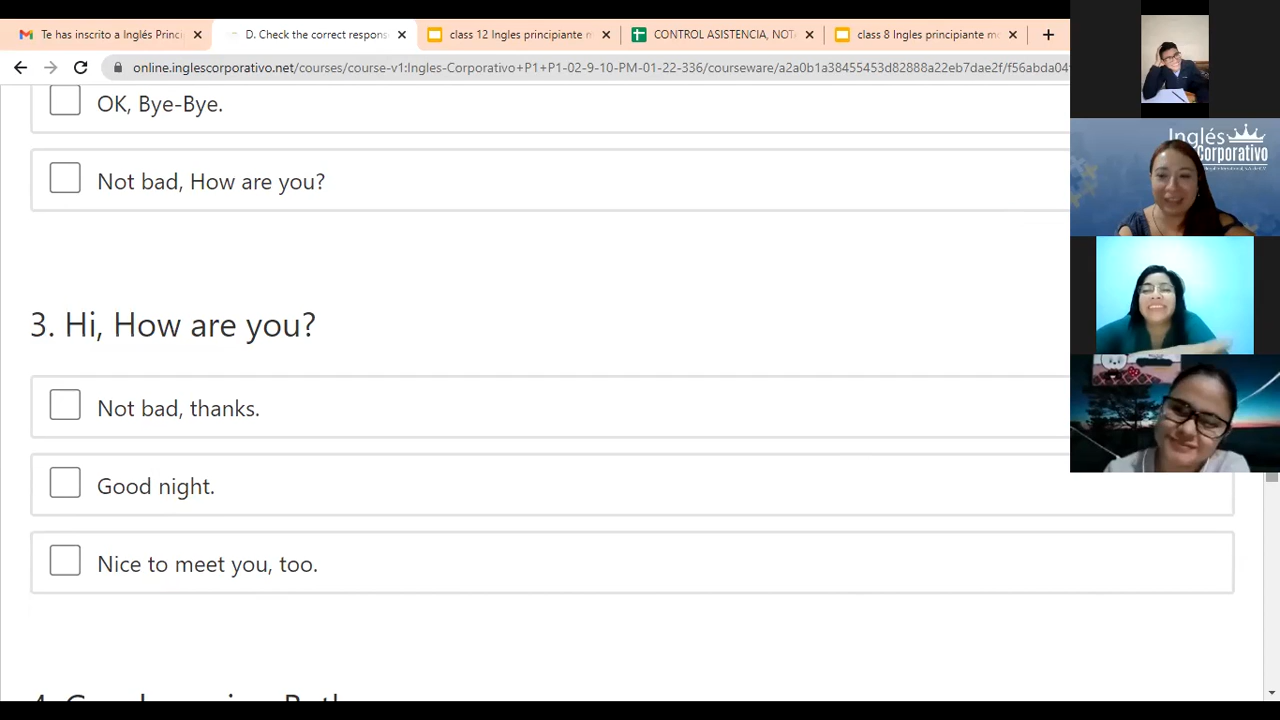 Te has inscrito a Inglés Princ
D. Check the correct respons
class 12 Ingles principiante m
CONTROL ASISTENCIA, NOT
class 8 Ingles principiante mo
online.inglescorporativo.net/courses/course-v1:Ingles-Corporativo+P1+P1-02-9-10-PM-01-22-336/courseware/a2a0b1a38455453d82888a22eb7dae2f/f56abda04
Inglés
Corporativo
OK, Bye-Bye.
Not bad, How are you?
3. Hi, How are you?
Not bad, thanks.
Good night.
Nice to meet you, too.